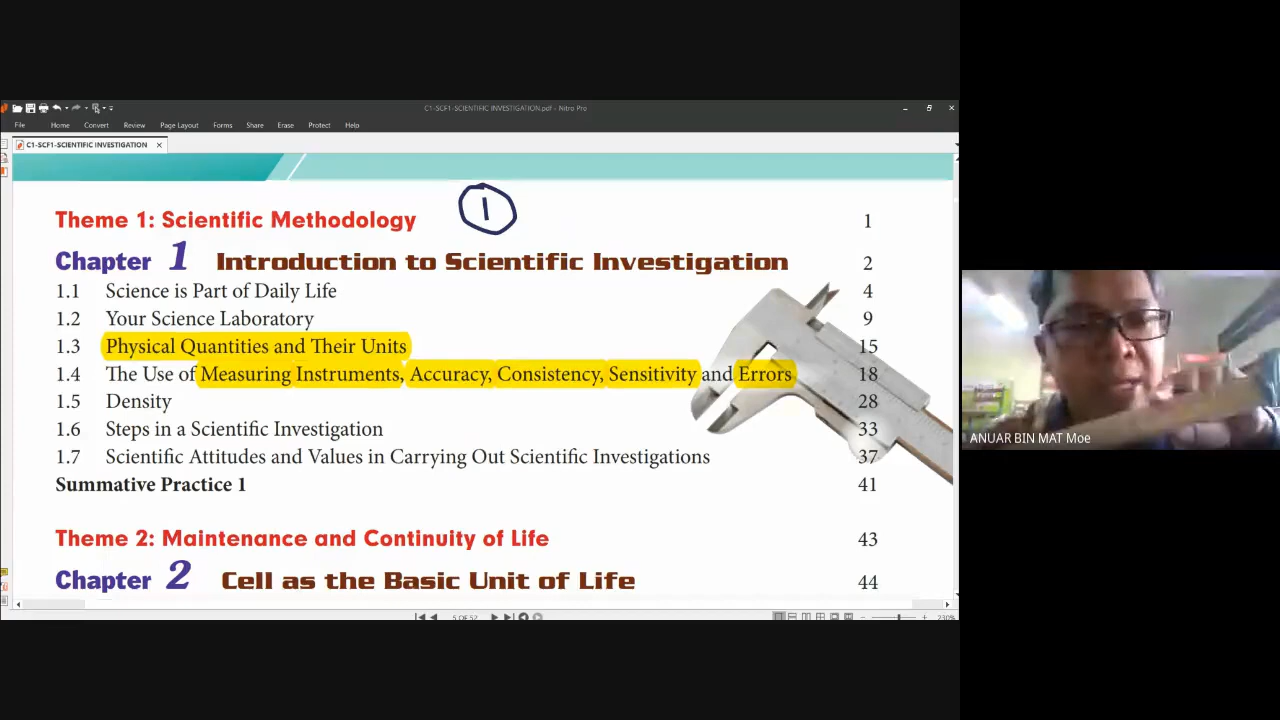 C1-SCF1-SCIENTIFIC INVESTIGATION.pdf - Nitro Pro
File Home Convert Review Page Layout Forms Share Erase Protect Help
C1-SCF1-SCIENTIFIC INVESTIGATION
1
Theme 1: Scientific Methodology 1
Chapter 1 Introduction to Scientific Investigation 2
1.1 Science is Part of Daily Life 4
1.2 Your Science Laboratory 9
1.3 Physical Quantities and Their Units 15
1.4 The Use of Measuring Instruments, Accuracy, Consistency, Sensitivity and Errors 18
1.5 Density 28
1.6 Steps in a Scientific Investigation 33
1.7 Scientific Attitudes and Values in Carrying Out Scientific Investigations 37
Summative Practice 1 41
Theme 2: Maintenance and Continuity of Life 43
Chapter 2 Cell as the Basic Unit of Life 44
5 OF 52
230%
ANUAR BIN MAT Moe